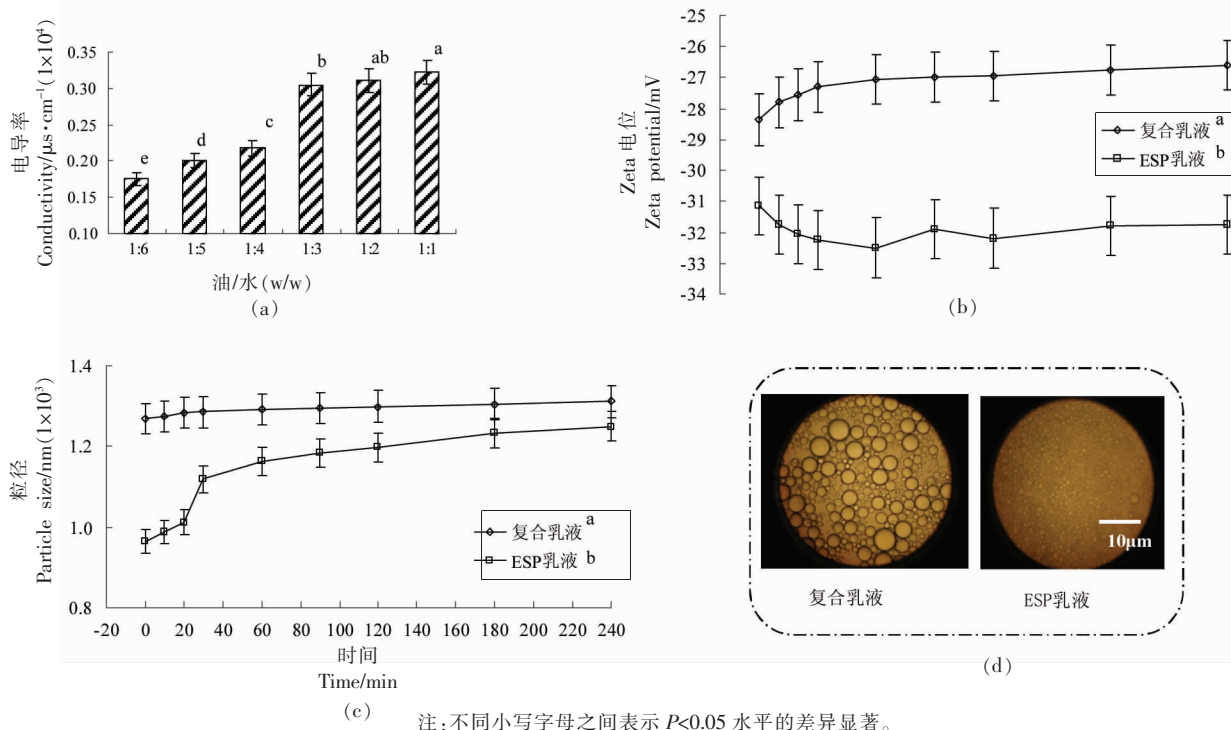 电导率
Conductivity/μs·cm⁻¹(1×10⁴)
0.35
0.30
0.25
0.20
0.15
0.10
e
d
c
b
ab
a
1:6 1:5 1:4 1:3 1:2 1:1
油/水(w/w)
(a)
Zeta 电位
Zeta potential/mV
-25
-26
-27
-28
-29
-30
-31
-32
-33
-34
复合乳液 a
ESP乳液 b
(b)
粒径
Particle size/nm(1×10³)
1.4
1.2
1.0
0.8
复合乳液 a
ESP乳液 b
-20 0 20 40 60 80 100 120 140 160 180 200 220 240
时间
Time/min
(c)
10μm
复合乳液 ESP乳液
(d)
注:不同小写字母之间表示 P<0.05 水平的差异显著。